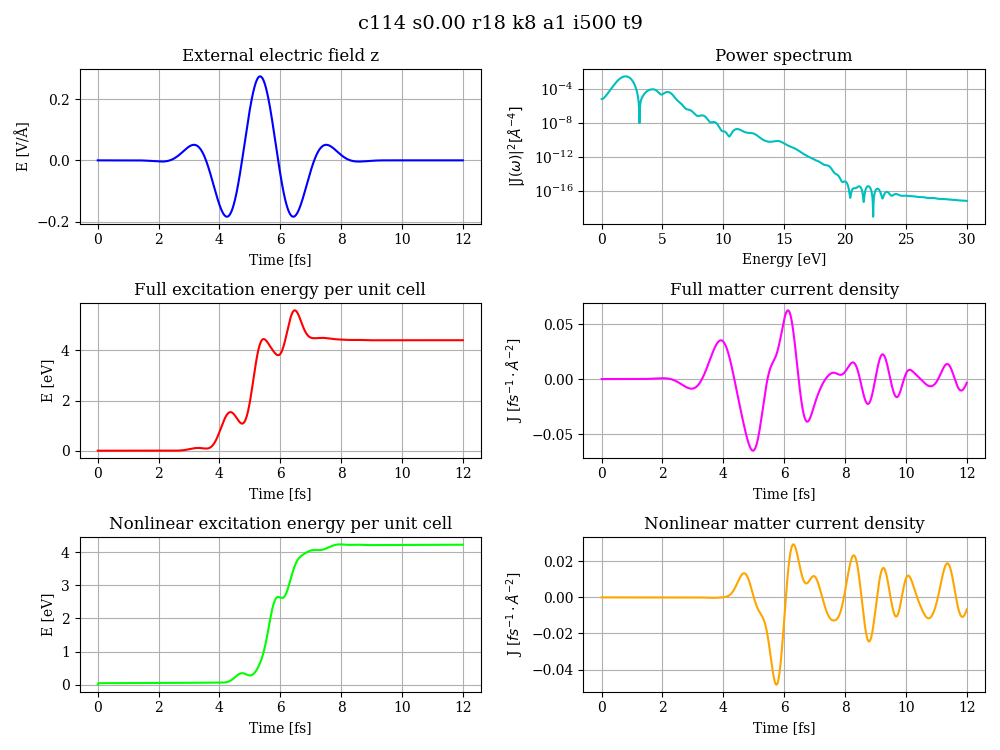 c114 s0.00 r18 k8 a1 i500 t9
External electric field z
E [V/Å]
0.2
0.0
−0.2
0 2 4 6 8 10 12
Time [fs]
Power spectrum
|J(ω)|² [Å⁻⁴]
10⁻⁴
10⁻⁸
10⁻¹²
10⁻¹⁶
0 5 10 15 20 25 30
Energy [eV]
Full excitation energy per unit cell
E [eV]
4
2
0
0 2 4 6 8 10 12
Time [fs]
Full matter current density
J [fs⁻¹ · Å⁻²]
0.05
0.00
−0.05
0 2 4 6 8 10 12
Time [fs]
Nonlinear excitation energy per unit cell
E [eV]
4
3
2
1
0
0 2 4 6 8 10 12
Time [fs]
Nonlinear matter current density
J [fs⁻¹ · Å⁻²]
0.02
0.00
−0.02
−0.04
0 2 4 6 8 10 12
Time [fs]